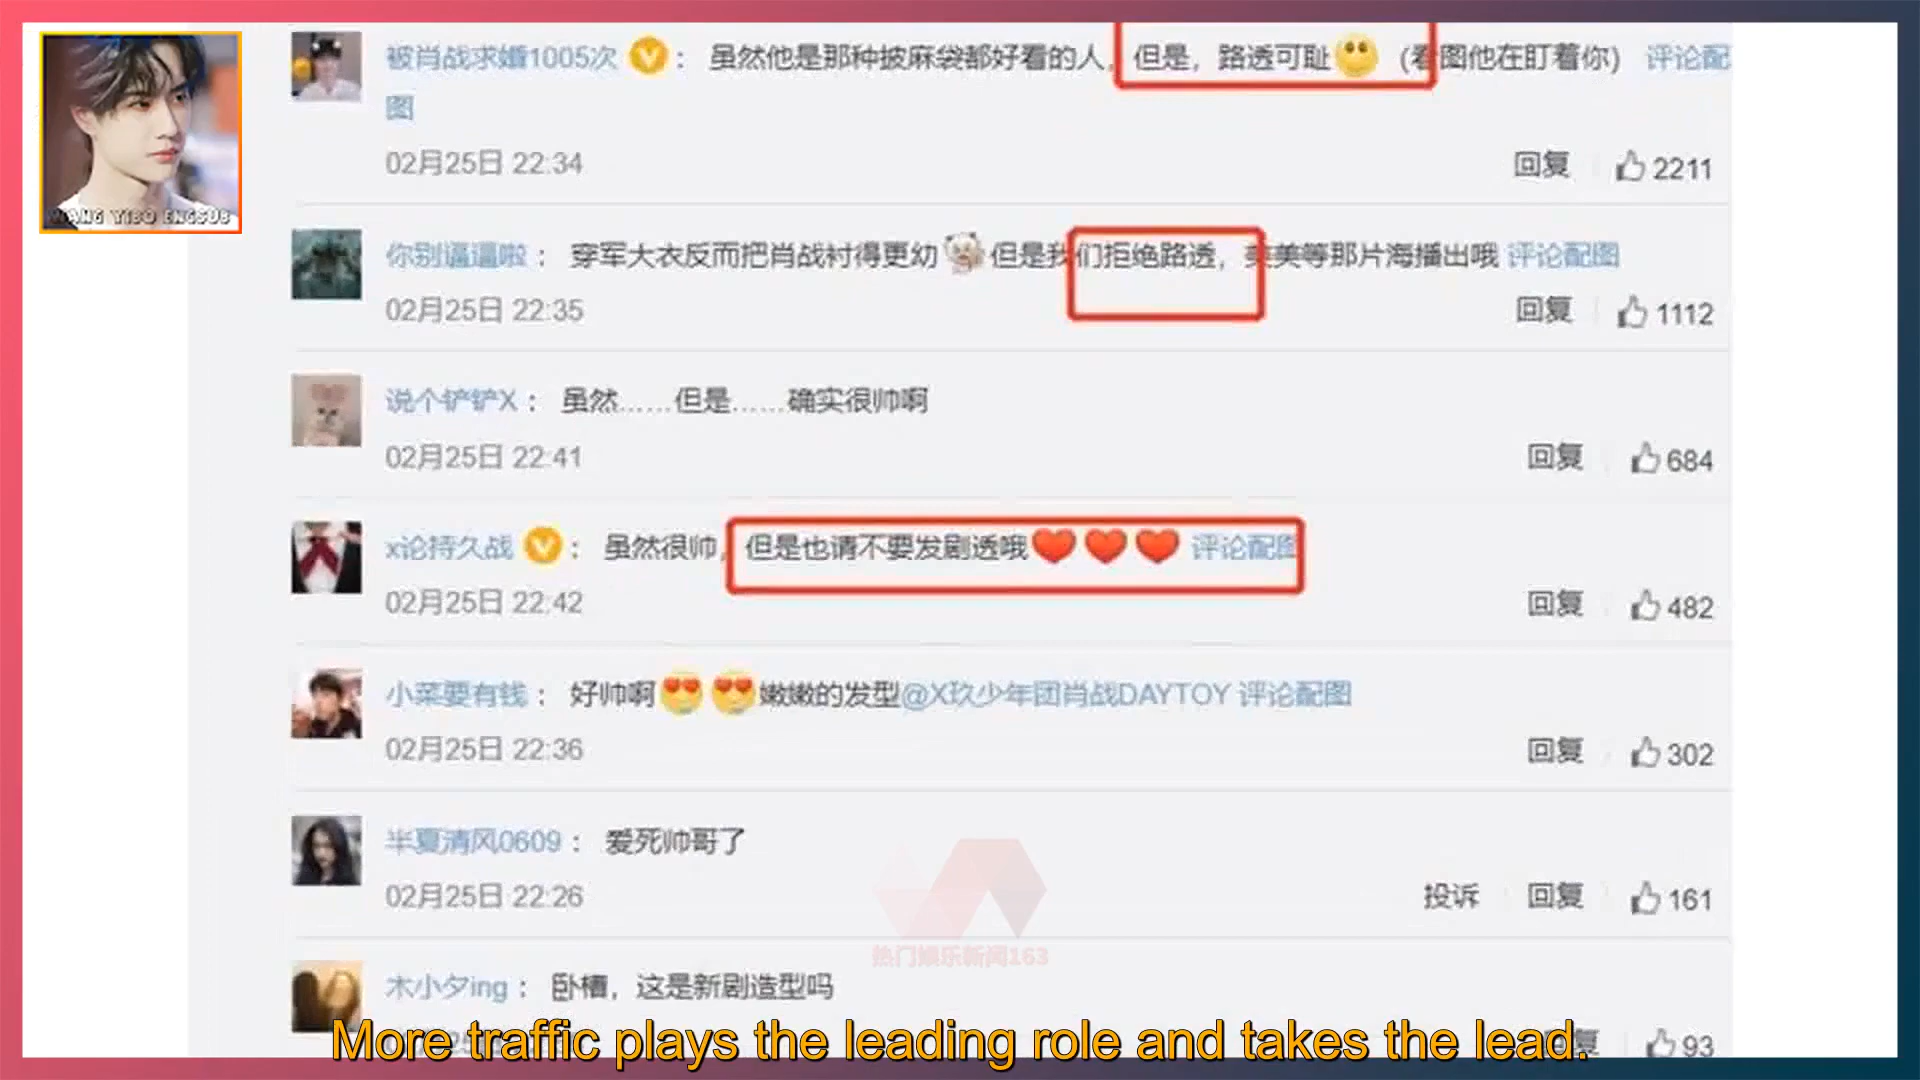 被肖战求婚1005次 ： 虽然他是那种披麻袋都好看的人，但是，路透可耻 （看图他在盯着你） 评论配
图
02月25日 22:34 回复 2211
你别逼逼啦 ： 穿军大衣反而把肖战衬得更幼 但是我们拒绝路透，美美等那片海播出哦 评论配图
02月25日 22:35 回复 1112
说个铲铲X ： 虽然……但是……确实很帅啊
02月25日 22:41 回复 684
x论持久战 ： 虽然很帅，但是也请不要发剧透哦 评论配图
02月25日 22:42 回复 482
小菜要有钱 ： 好帅啊 嫩嫩的发型@X玖少年团肖战DAYTOY 评论配图
02月25日 22:36 回复 302
半夏清风0609 ： 爱死帅哥了
02月25日 22:26 投诉 回复 161
热门娱乐新闻163
木小夕ing ： 卧槽，这是新剧造型吗
回复 93
More traffic plays the leading role and takes the lead.
WANG YIBO ENGSUB